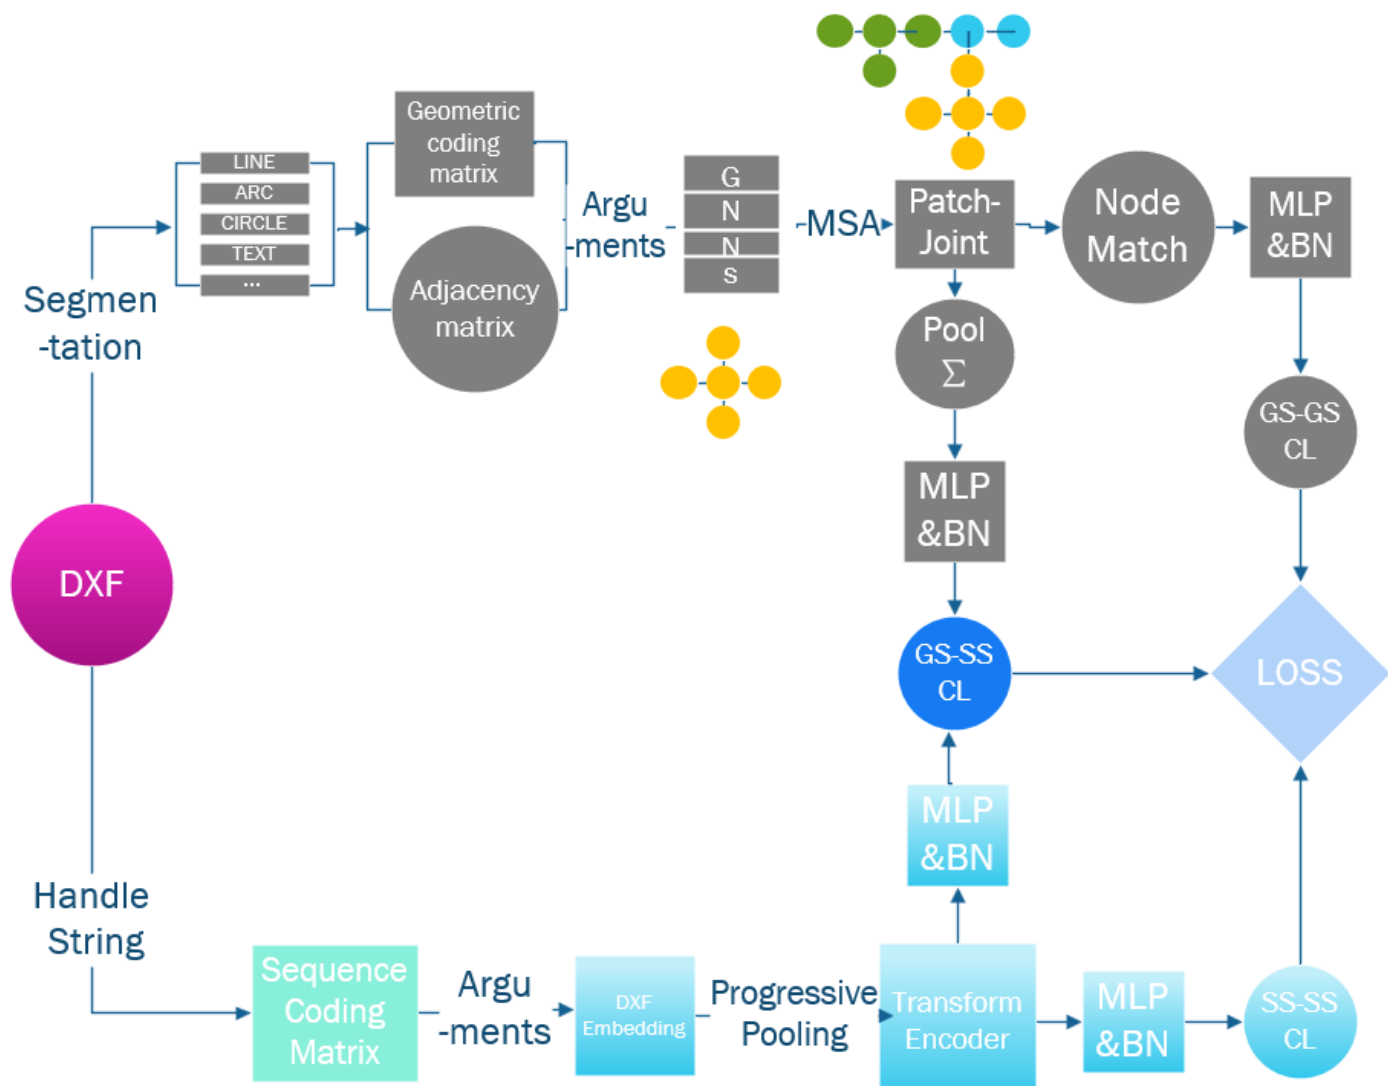 Geometric
coding
matrix
LINE
ARC
CIRCLE
TEXT
...
Adjacency
matrix
Argu
-ments
G
N
N
s
MSA
Patch-
Joint
Node
Match
MLP
&BN
Segmen
-tation
Pool
Σ
GS-GS
CL
MLP
&BN
DXF
GS-SS
CL
LOSS
MLP
&BN
Handle
String
Sequence
Coding
Matrix
Argu
-ments
DXF
Embedding
Progressive
Pooling
Transform
Encoder
MLP
&BN
SS-SS
CL